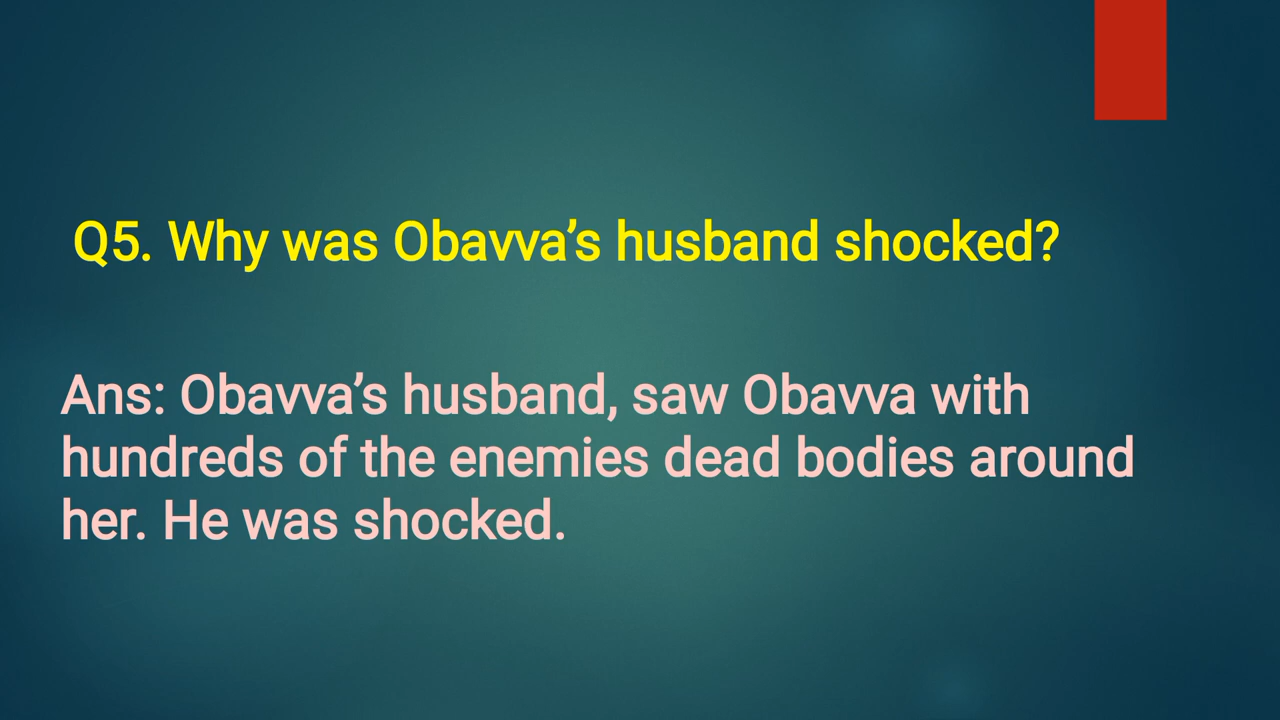 Q5. Why was Obavva’s husband shocked?
Ans: Obavva’s husband, saw Obavva with
hundreds of the enemies dead bodies around
her. He was shocked.